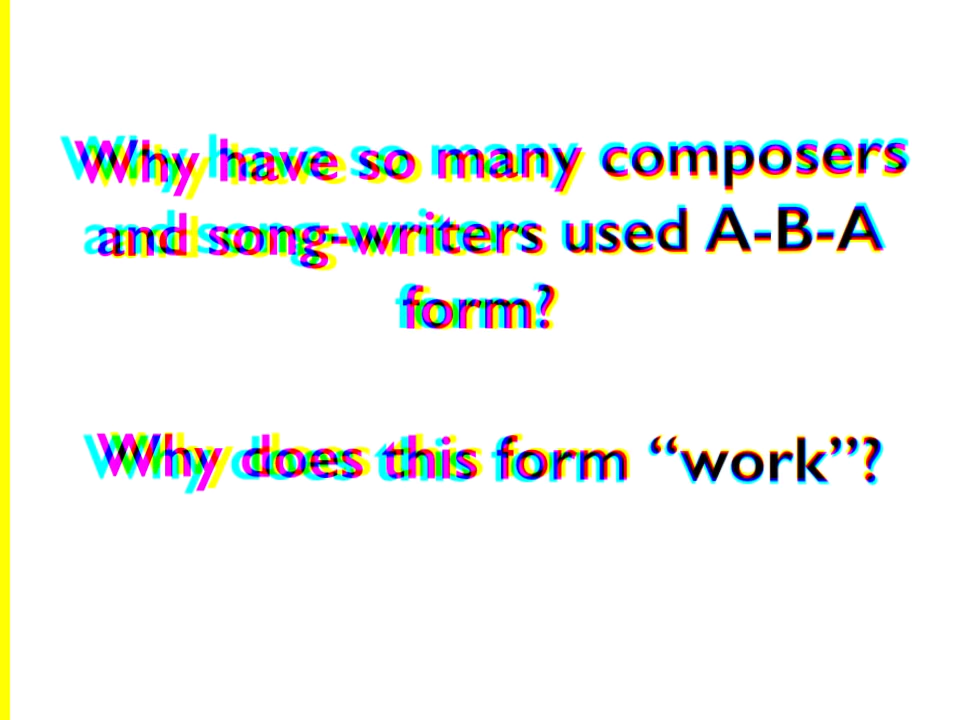 Why have so many composers
and song-writers used A-B-A
form?
Why does this form “work”?